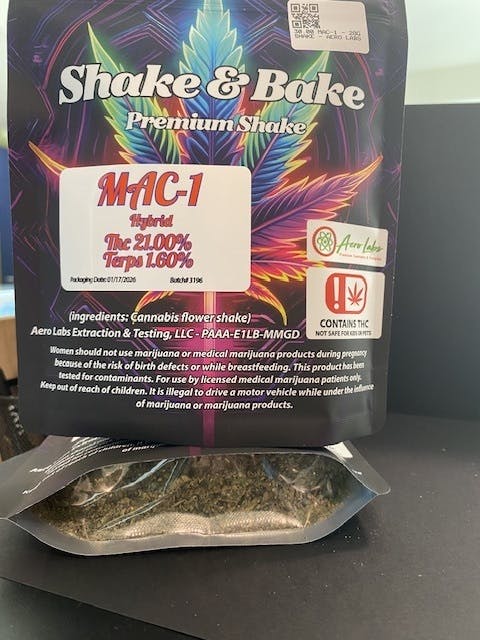 30.00 MAC-1 - 28G
SHAKE - AERO LABS
Shake & Bake
Premium Shake
MAC-1
Hybrid
Thc 21.00%
Terps 1.60%
Packaging Date: 01/17/2026 Batch# 3196
Aero Labs
CONTAINS THC
NOT SAFE FOR KIDS OR PETS
(ingredients: Cannabis flower shake)
Aero Labs Extraction & Testing, LLC - PAAA-E1LB-MMGD
Women should not use marijuana or medical marijuana products during pregnancy
because of the risk of birth defects or while breastfeeding. This product has been
tested for contaminants. For use by licensed medical marijuana patients only.
Keep out of reach of children. It is illegal to drive a motor vehicle while under the influence
of marijuana or marijuana products.